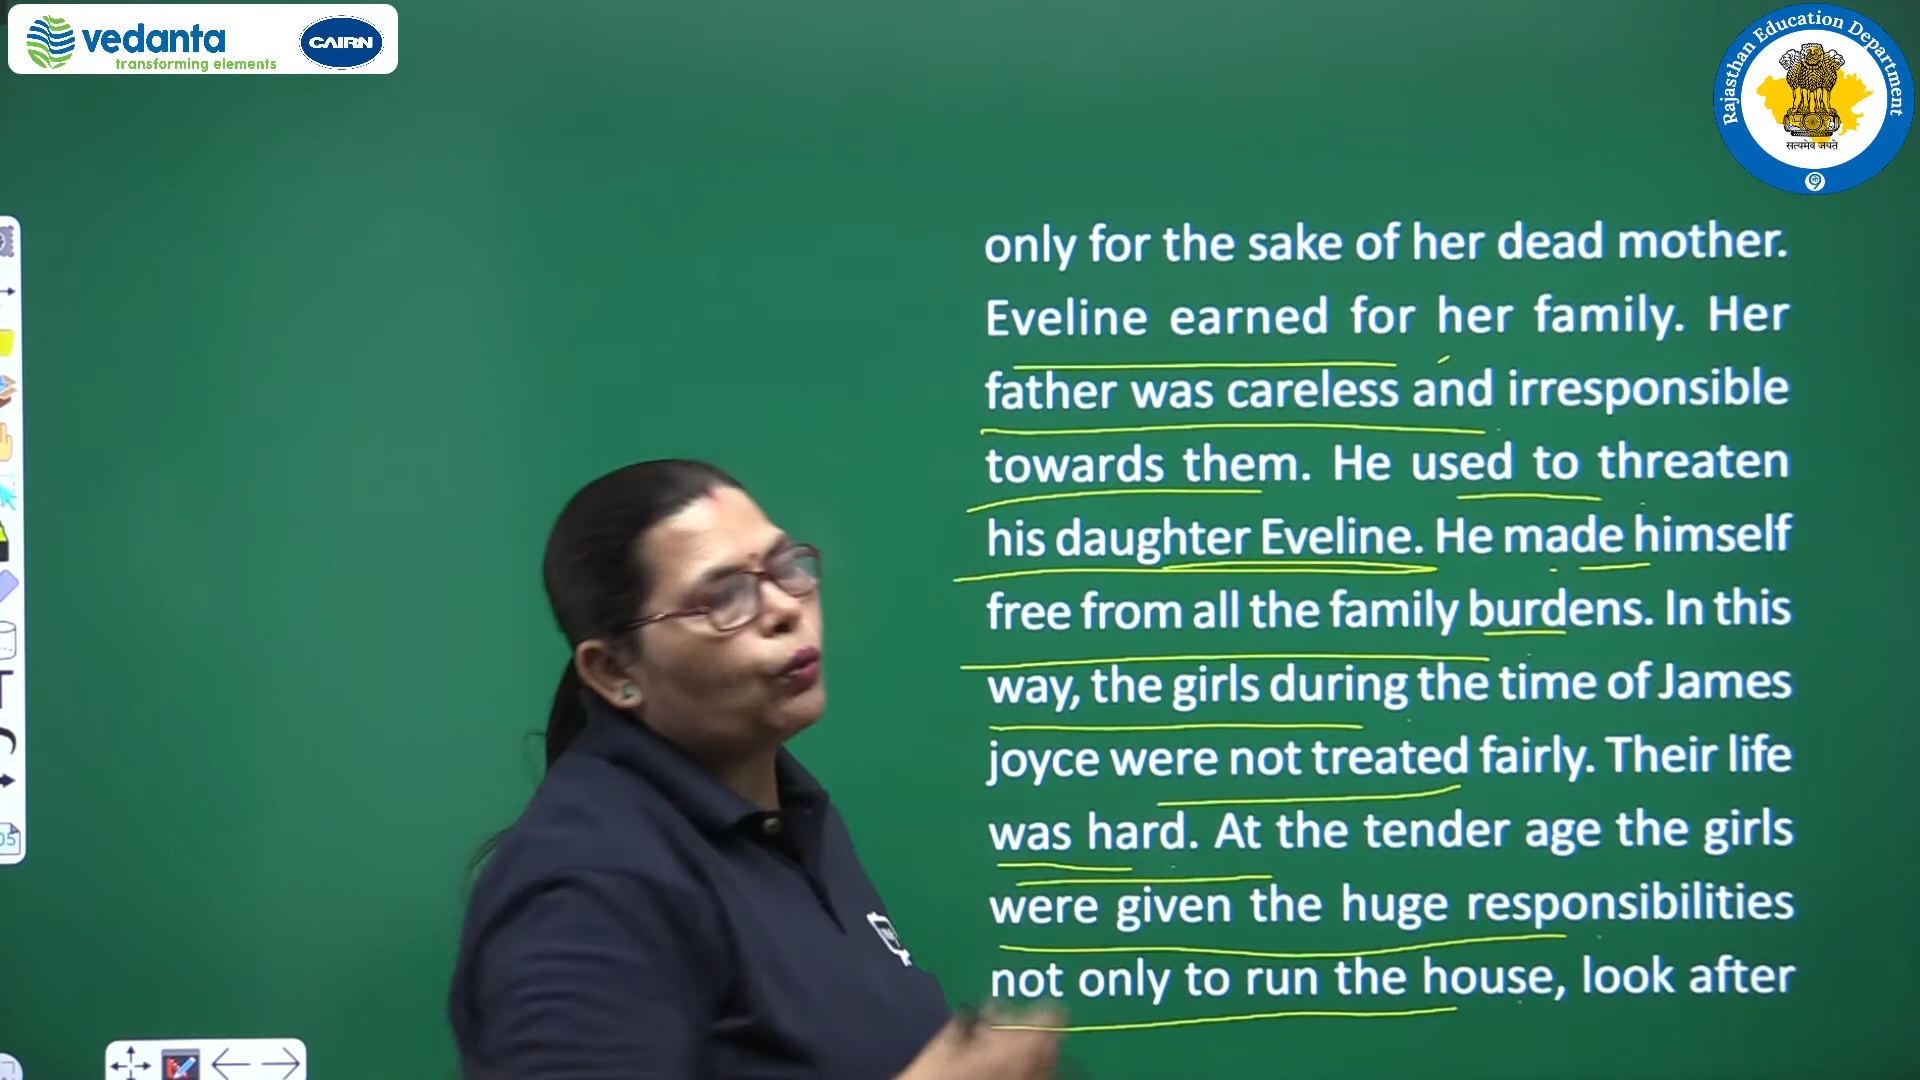 vedanta
transforming elements
CAIRN
Rajasthan Education Department
सत्यमेव जयते
only for the sake of her dead mother.
Eveline earned for her family. Her
father was careless and irresponsible
towards them. He used to threaten
his daughter Eveline. He made himself
free from all the family burdens. In this
way, the girls during the time of James
joyce were not treated fairly. Their life
was hard. At the tender age the girls
were given the huge responsibilities
not only to run the house, look after